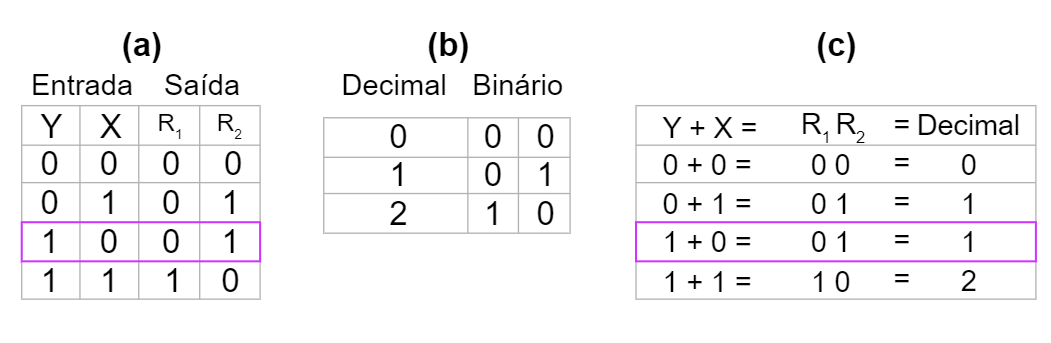 (a)
Entrada Saída
Y X R1 R2
0 0 0 0
0 1 0 1
1 0 0 1
1 1 1 0
(b)
Decimal Binário
0 0 0
1 0 1
2 1 0
(c)
Y + X = R1 R2 = Decimal
0 + 0 = 0 0 = 0
0 + 1 = 0 1 = 1
1 + 0 = 0 1 = 1
1 + 1 = 1 0 = 2